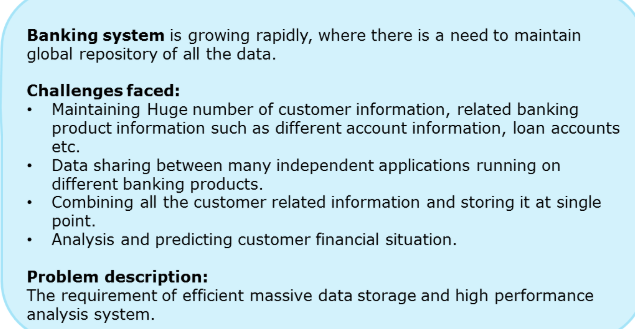 Banking system is growing rapidly, where there is a need to maintain
global repository of all the data.
Challenges faced:
• Maintaining Huge number of customer information, related banking
product information such as different account information, loan accounts
etc.
• Data sharing between many independent applications running on
different banking products.
• Combining all the customer related information and storing it at single
point.
• Analysis and predicting customer financial situation.
Problem description:
The requirement of efficient massive data storage and high performance
analysis system.